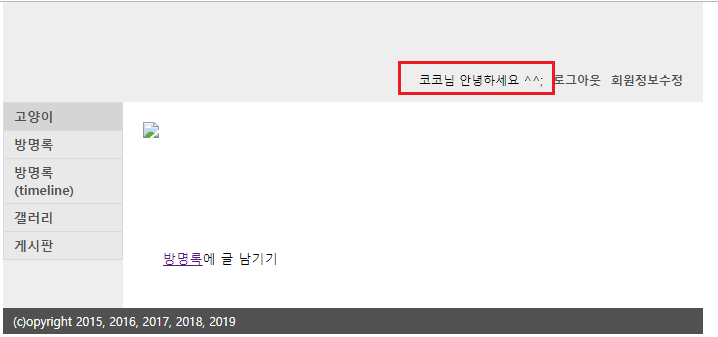 코코님 안녕하세요 ^^; 로그아웃 회원정보수정
고양이
방명록
방명록
(timeline)
갤러리
게시판
방명록에 글 남기기
(c)opyright 2015, 2016, 2017, 2018, 2019